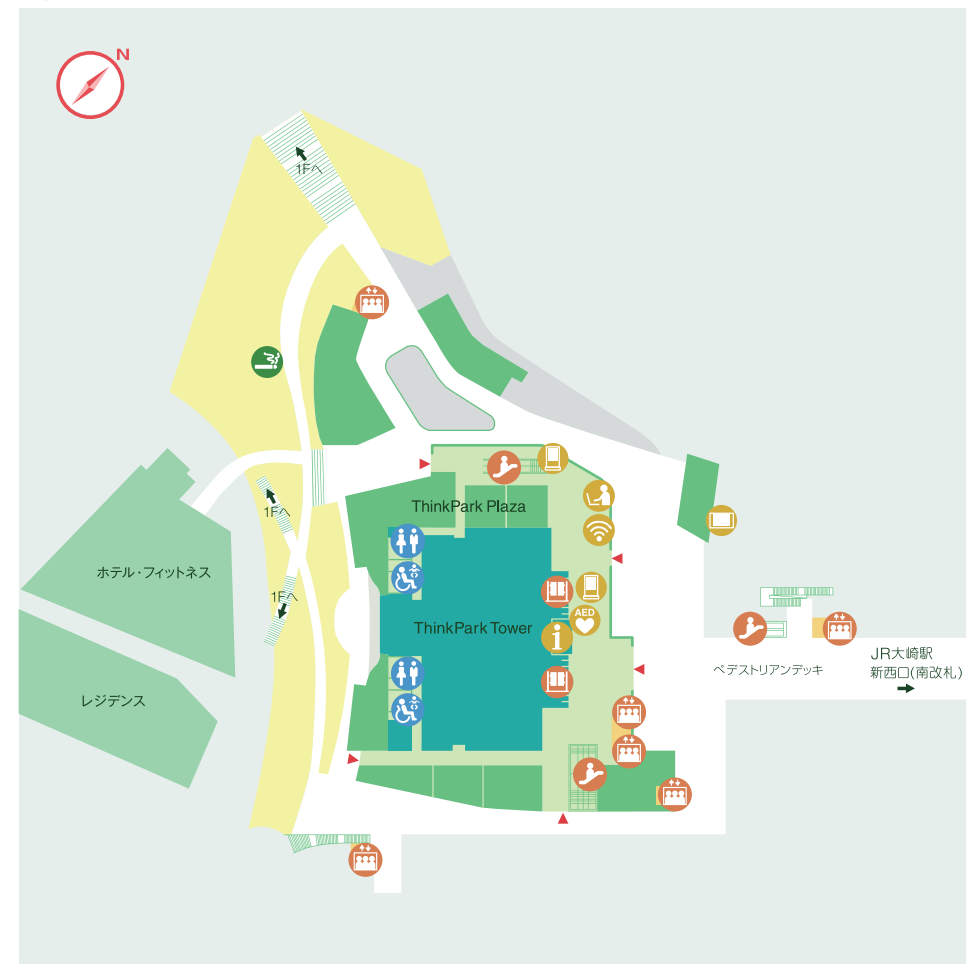 N
1Fへ
ThinkPark Plaza
1Fへ
ホテル・フィットネス
1Fへ
AED
ThinkPark Tower
i
JR大崎駅
新西口(南改札)
ペデストリアンデッキ
レジデンス